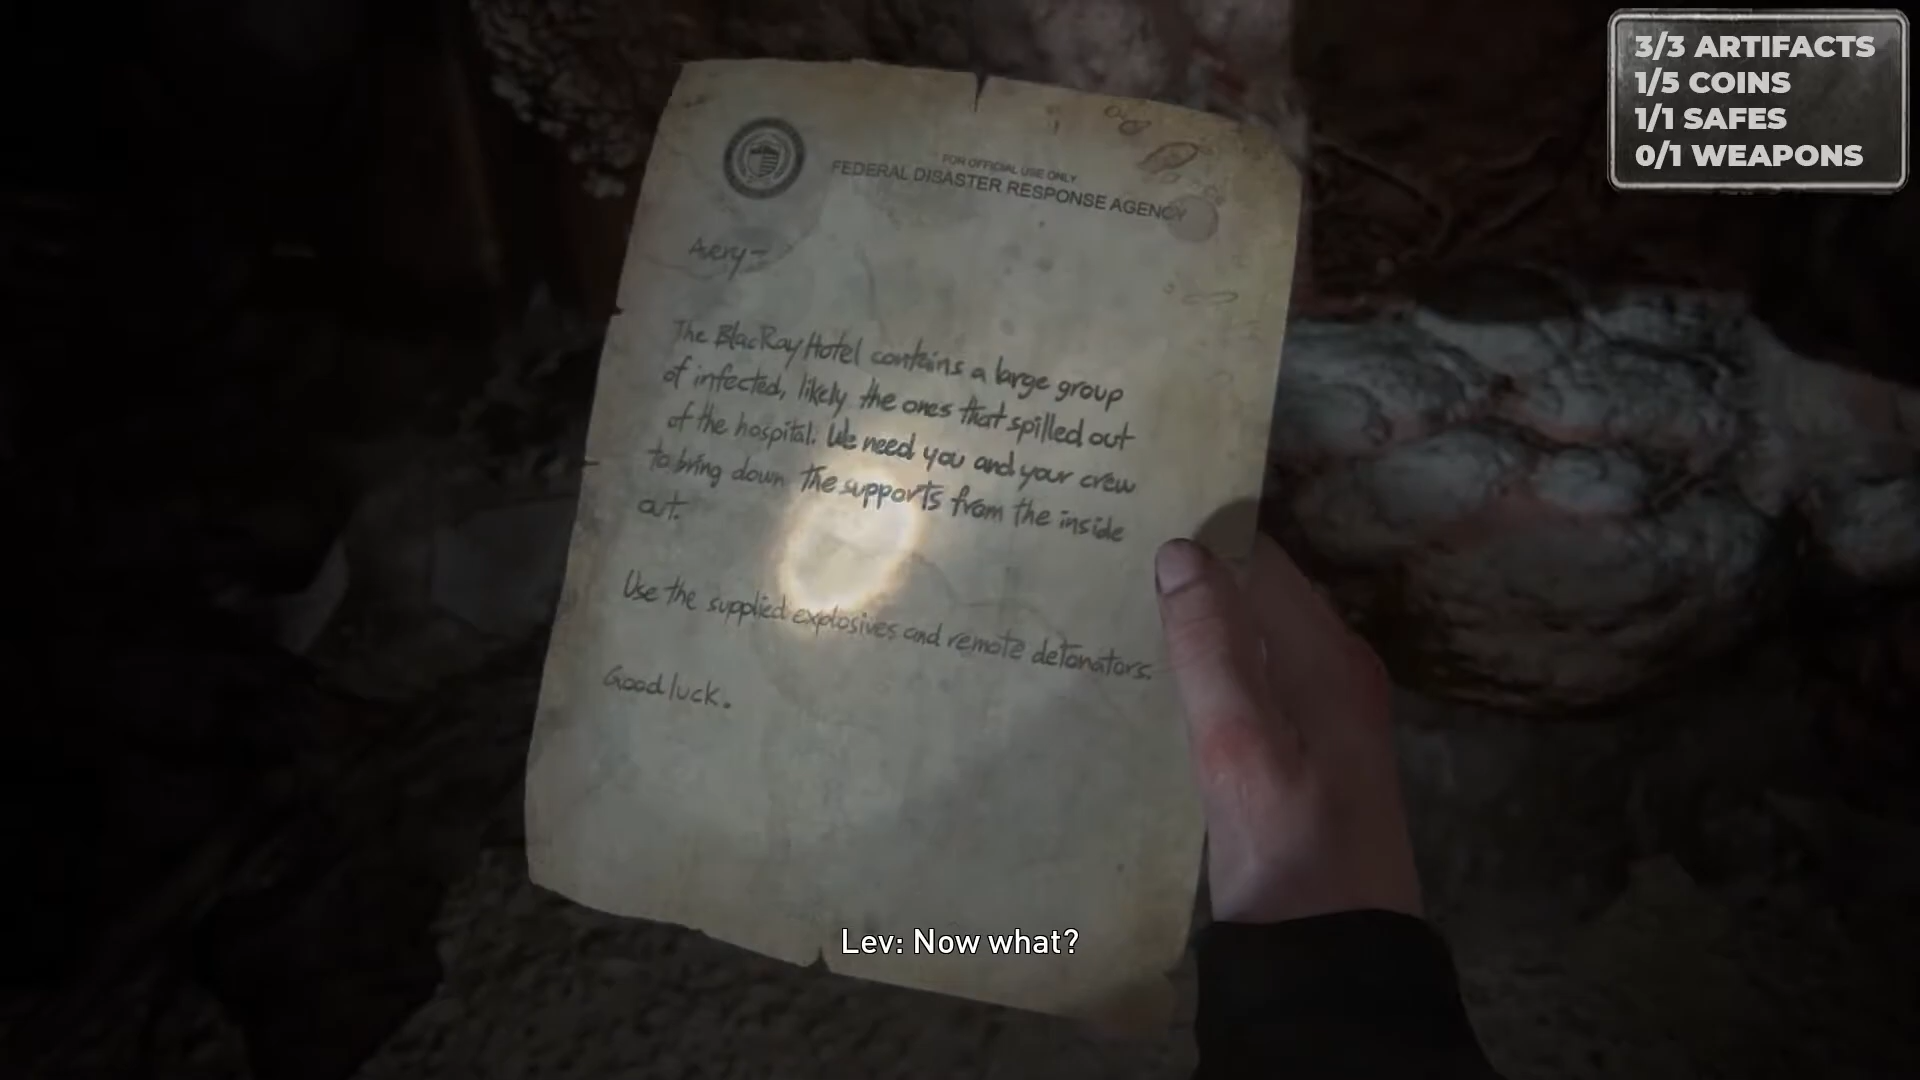 3/3 ARTIFACTS
1/5 COINS
1/1 SAFES
0/1 WEAPONS
FOR OFFICIAL USE ONLY
FEDERAL DISASTER RESPONSE AGENCY
Avery-
The BlacRay Hotel contains a large group
of infected, likely the ones that spilled out
of the hospital. We need you and your crew
to bring down the supports from the inside
out.
Use the supplied explosives and remote detonators.
Good luck.
Lev: Now what?